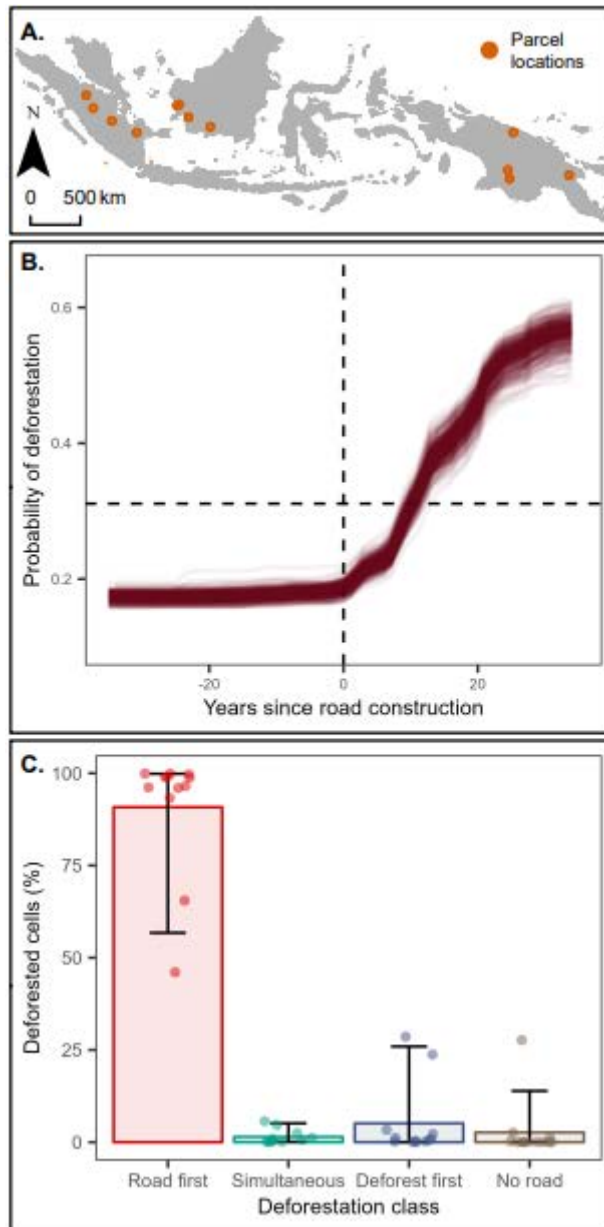 A.
Parcel
locations
N
0 500 km
B.
Probability of deforestation
0.6
0.4
0.2
-20 0 20
Years since road construction
C.
Deforested cells (%)
100
75
50
25
0
Road first Simultaneous Deforest first No road
Deforestation class